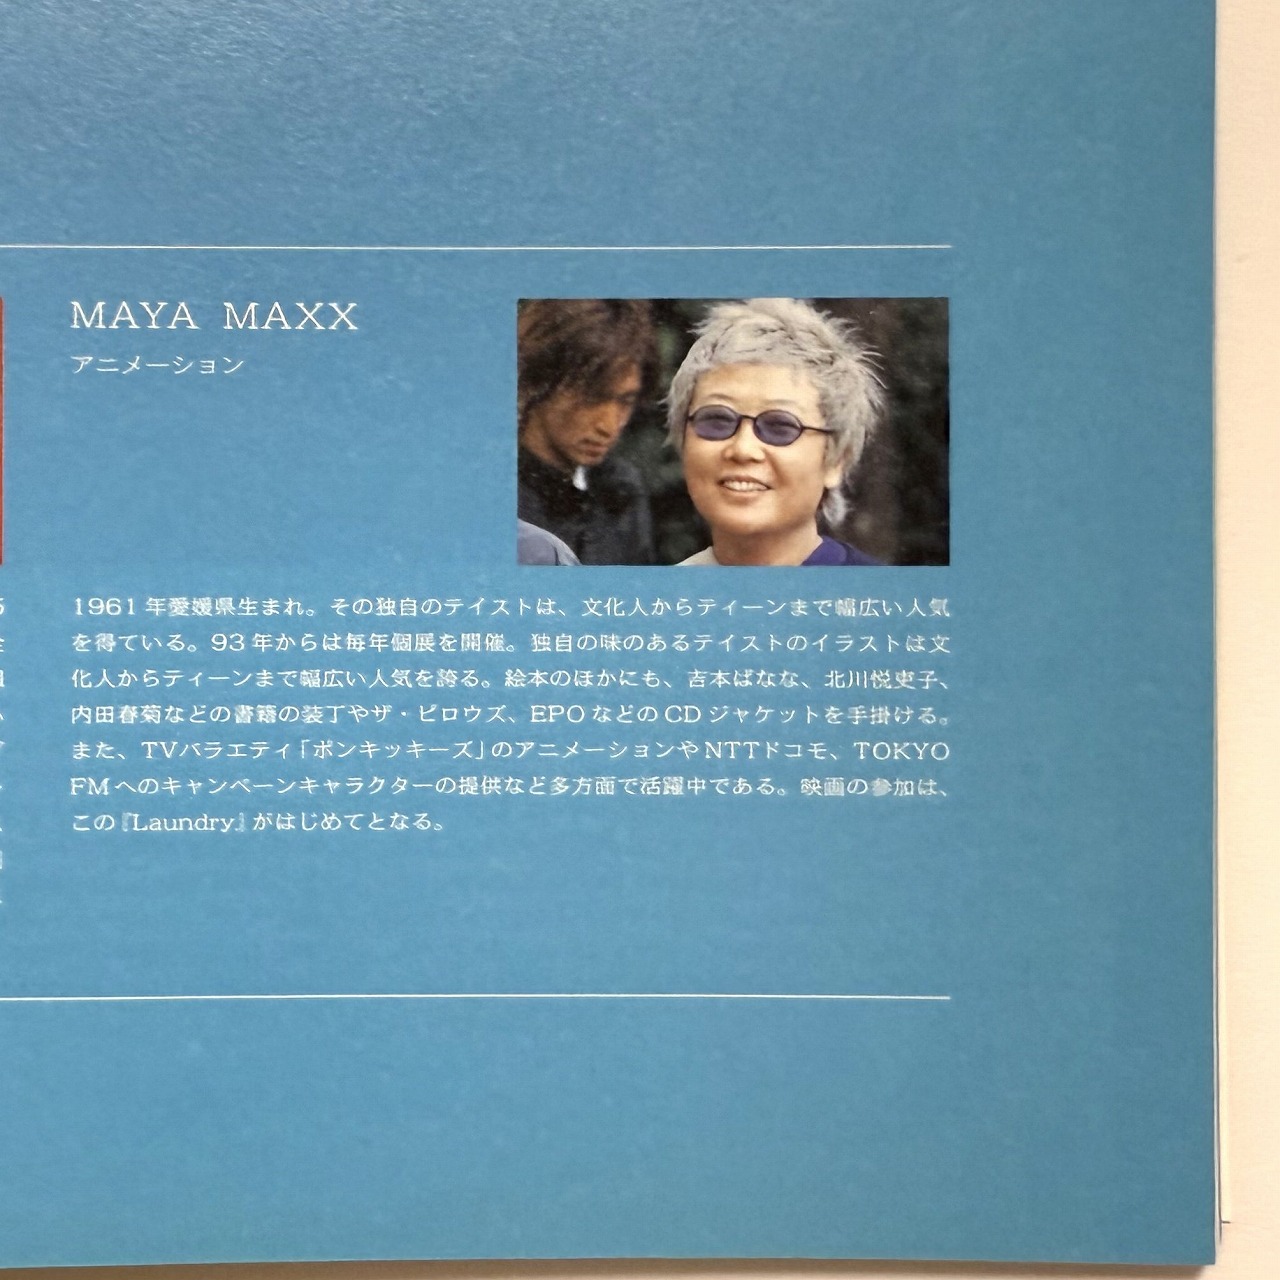 MAYA MAXX
アニメーション
1961年愛媛県生まれ。その独自のテイストは、文化人からティーンまで幅広い人気
を得ている。93年からは毎年個展を開催。独自の味のあるテイストのイラストは文
化人からティーンまで幅広い人気を誇る。絵本のほかにも、吉本ばなな、北川悦吏子、
内田春菊などの書籍の装丁やザ・ピロウズ、EPOなどのCDジャケットを手掛ける。
また、TVバラエティ「ポンキッキーズ」のアニメーションやNTTドコモ、TOKYO
FMへのキャンペーンキャラクターの提供など多方面で活躍中である。映画の参加は、
この『Laundry』がはじめてとなる。